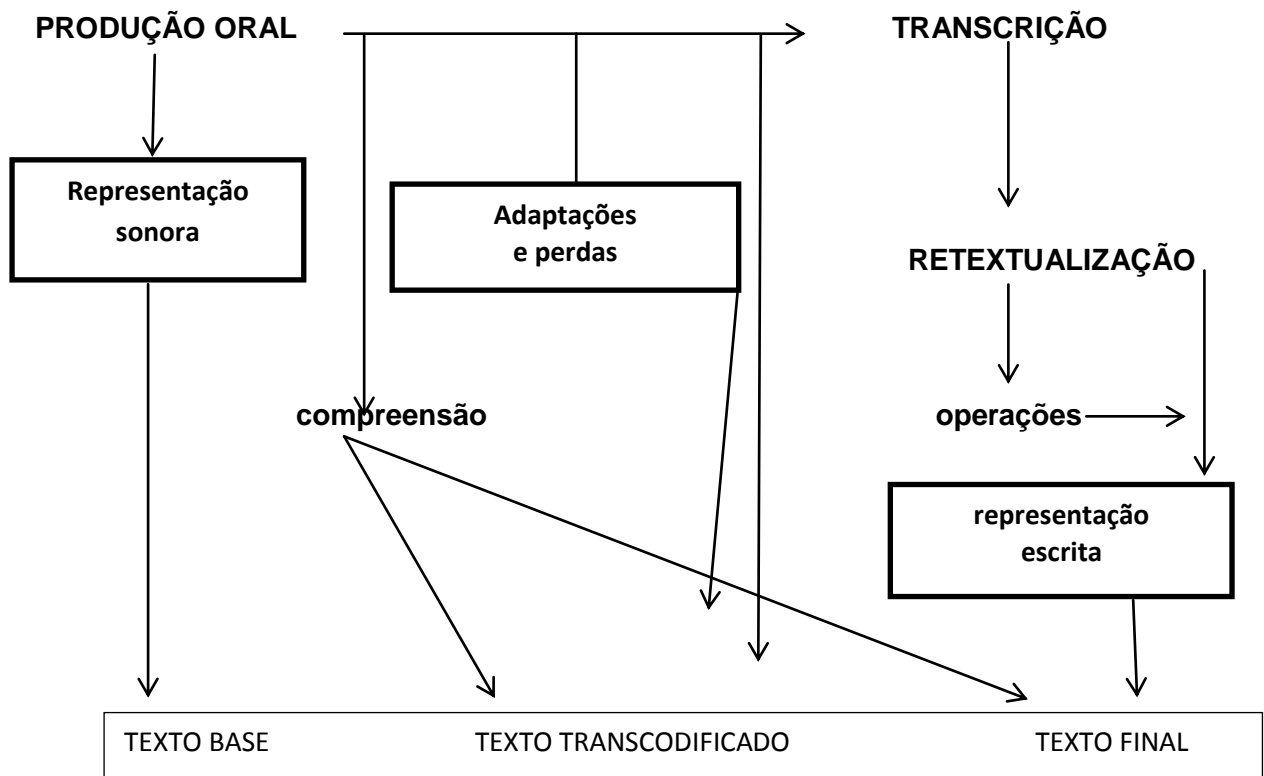 PRODUÇÃO ORAL
TRANSCRIÇÃO
Representação
sonora
Adaptações
e perdas
RETEXTUALIZAÇÃO
compreensão
operações
representação
escrita
TEXTO BASE
TEXTO TRANSCODIFICADO
TEXTO FINAL